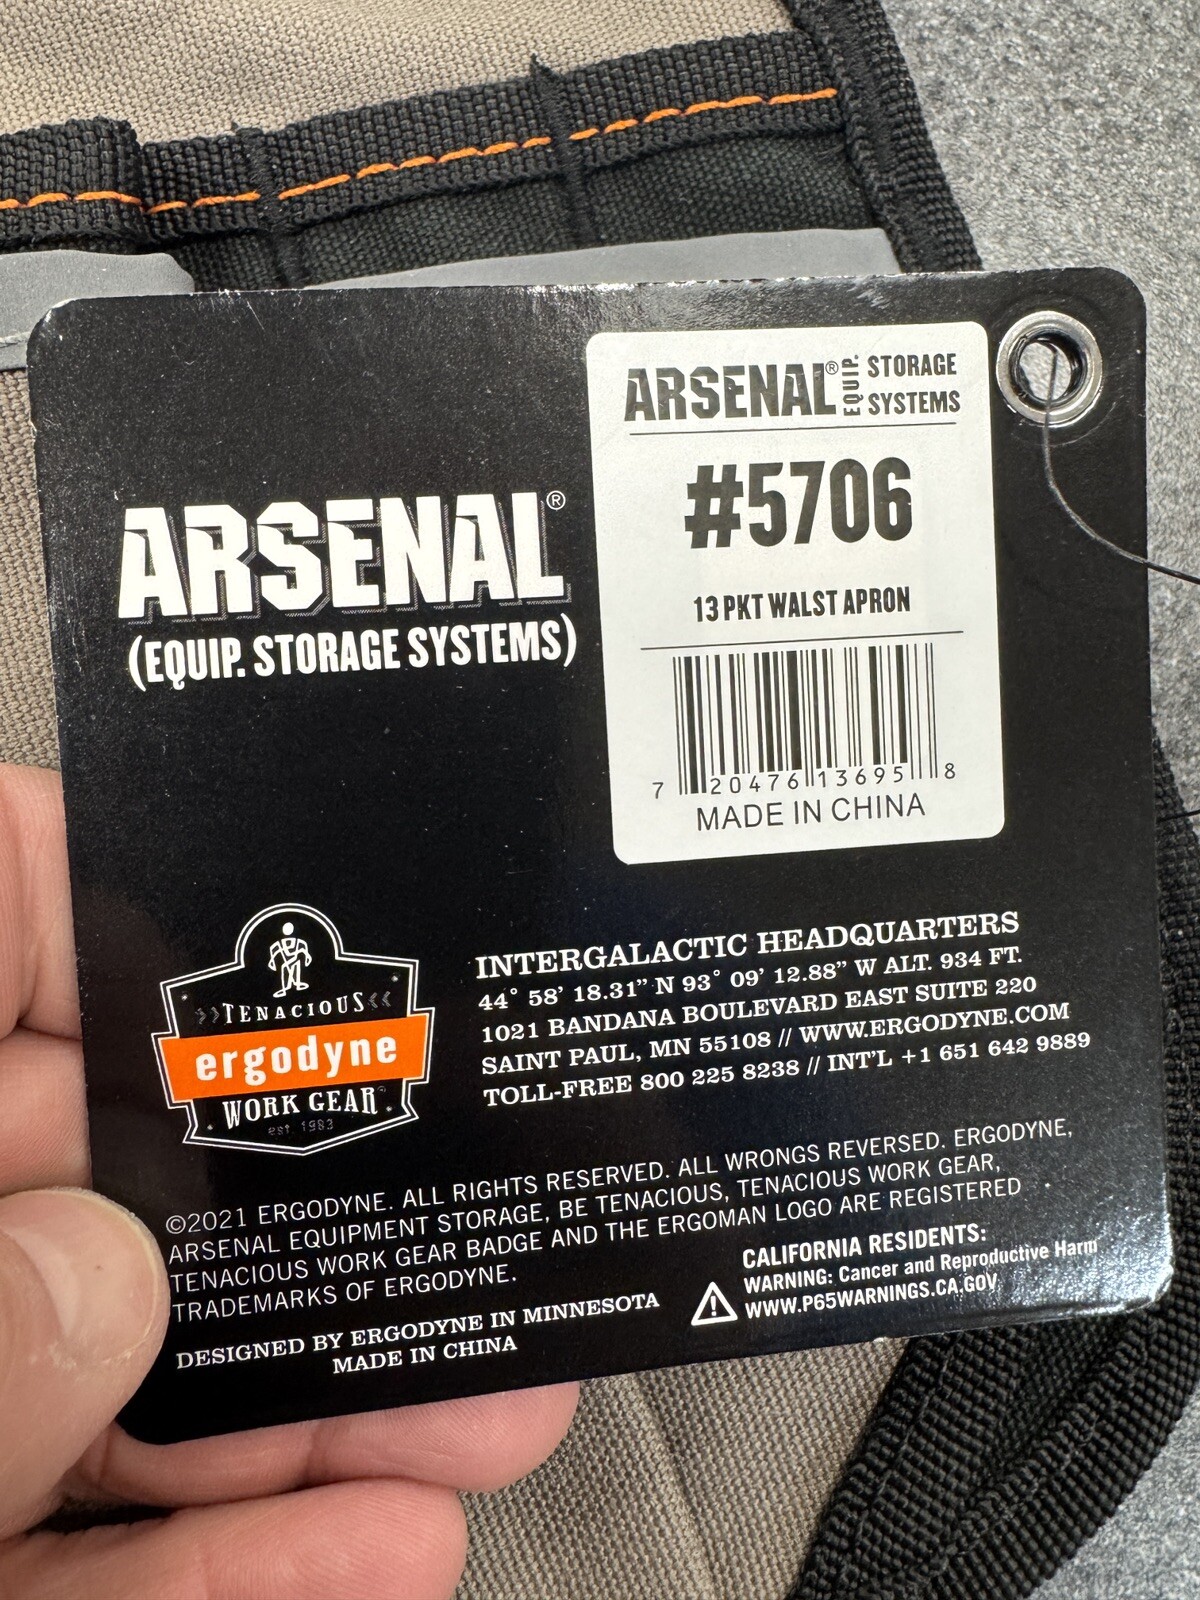 ARSENAL® EQUIP. STORAGE SYSTEMS
#5706
13 PKT WALST APRON
7 20476 13695 8
MADE IN CHINA
ARSENAL®
(EQUIP. STORAGE SYSTEMS)
>>TENACIOUS<<
ergodyne
WORK GEAR
est. 1983
INTERGALACTIC HEADQUARTERS
44° 58' 18.31" N 93° 09' 12.88" W ALT. 934 FT.
1021 BANDANA BOULEVARD EAST SUITE 220
SAINT PAUL, MN 55108 // WWW.ERGODYNE.COM
TOLL-FREE 800 225 8238 // INT'L +1 651 642 9889
©2021 ERGODYNE. ALL RIGHTS RESERVED. ALL WRONGS REVERSED. ERGODYNE,
ARSENAL EQUIPMENT STORAGE, BE TENACIOUS, TENACIOUS WORK GEAR,
TENACIOUS WORK GEAR BADGE AND THE ERGOMAN LOGO ARE REGISTERED
TRADEMARKS OF ERGODYNE.
DESIGNED BY ERGODYNE IN MINNESOTA
MADE IN CHINA
CALIFORNIA RESIDENTS:
WARNING: Cancer and Reproductive Harm
WWW.P65WARNINGS.CA.GOV